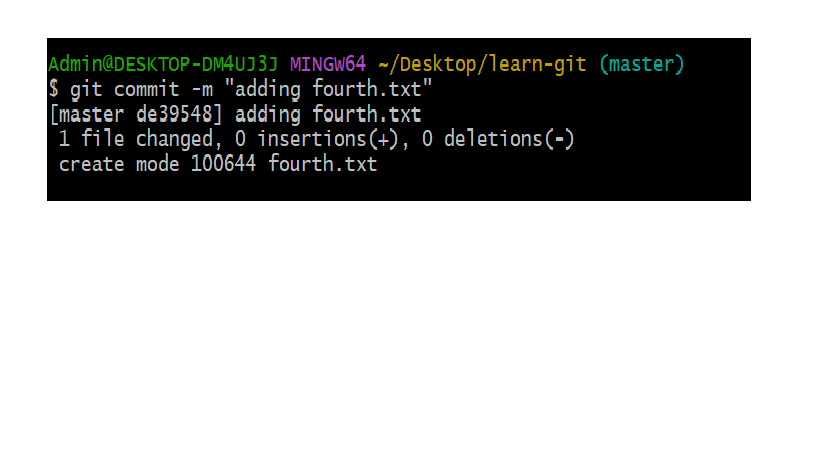 Admin@DESKTOP-DM4UJ3J MINGW64 ~/Desktop/learn-git (master)
$ git commit -m "adding fourth.txt"
[master de39548] adding fourth.txt
 1 file changed, 0 insertions(+), 0 deletions(-)
 create mode 100644 fourth.txt